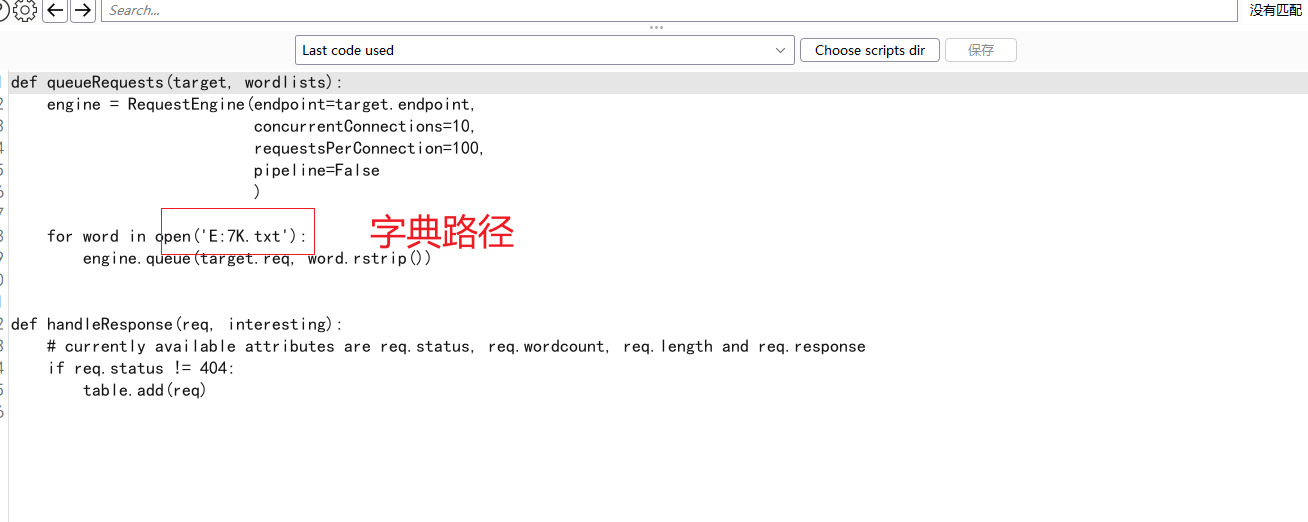 Search...
没有匹配
Last code used
Choose scripts dir
保存
def queueRequests(target, wordlists):
engine = RequestEngine(endpoint=target.endpoint,
concurrentConnections=10,
requestsPerConnection=100,
pipeline=False
)
for word in open('E:7K.txt'):
字典路径
engine.queue(target.req, word.rstrip())
def handleResponse(req, interesting):
# currently available attributes are req.status, req.wordcount, req.length and req.response
if req.status != 404:
table.add(req)